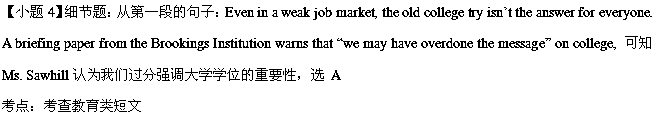 【小题 4】细节题：从第一段的句子：Even in a weak job market, the old college try isn’t the answer for everyone.
A briefing paper from the Brookings Institution warns that “we may have overdone the message” on college, 可知
Ms. Sawhill 认为我们过分强调大学学位的重要性，选 A
考点：考查教育类短文